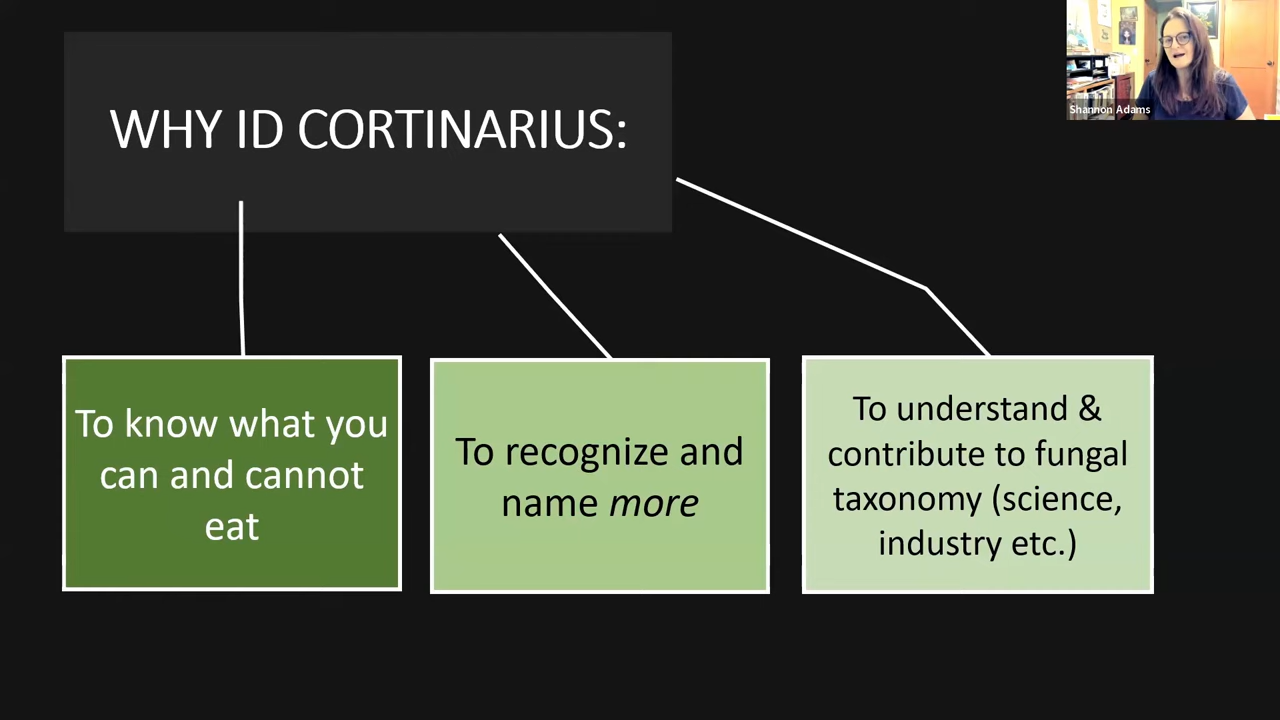 WHY ID CORTINARIUS:
Shannon Adams
To know what you
can and cannot
eat
To recognize and
name more
To understand &
contribute to fungal
taxonomy (science,
industry etc.)